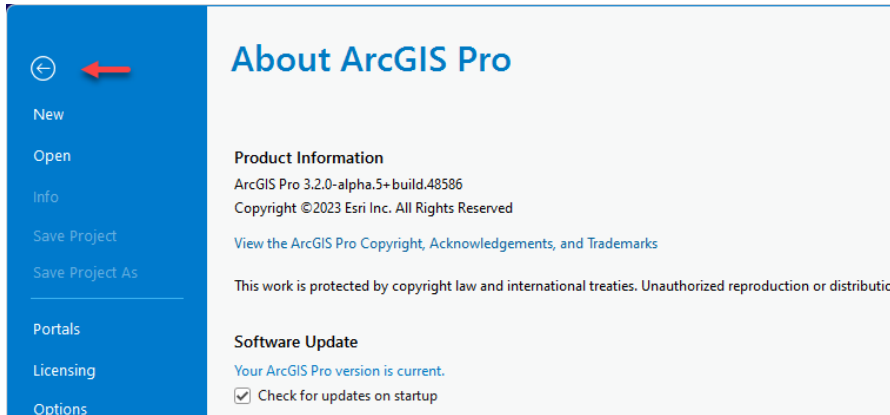 About ArcGIS Pro
New
Open
Info
Save Project
Save Project As
Portals
Licensing
Options
Product Information
ArcGIS Pro 3.2.0-alpha.5+build.48586
Copyright ©2023 Esri Inc. All Rights Reserved
View the ArcGIS Pro Copyright, Acknowledgements, and Trademarks
This work is protected by copyright law and international treaties. Unauthorized reproduction or
Software Update
Your ArcGIS Pro version is current.
Check for updates on startup